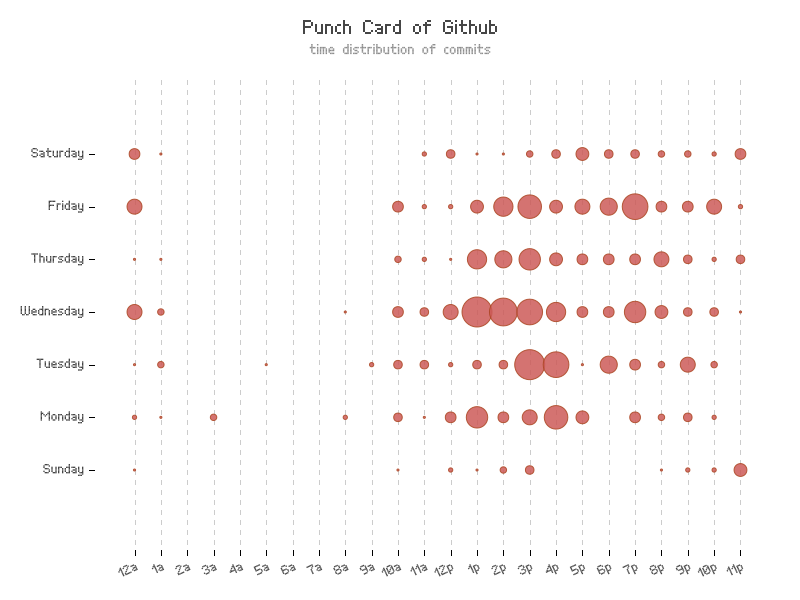 Punch Card of Github
time distribution of commits
Saturday
Friday
Thursday
Wednesday
Tuesday
Monday
Sunday
12a 1a 2a 3a 4a 5a 6a 7a 8a 9a 10a 11a 12p 1p 2p 3p 4p 5p 6p 7p 8p 9p 10p 11p